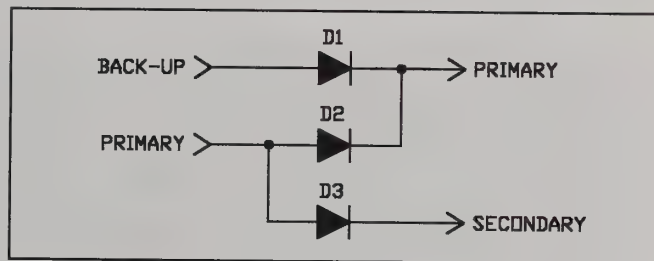 D1
BACK-UP
PRIMARY
D2
PRIMARY
D3
SECONDARY